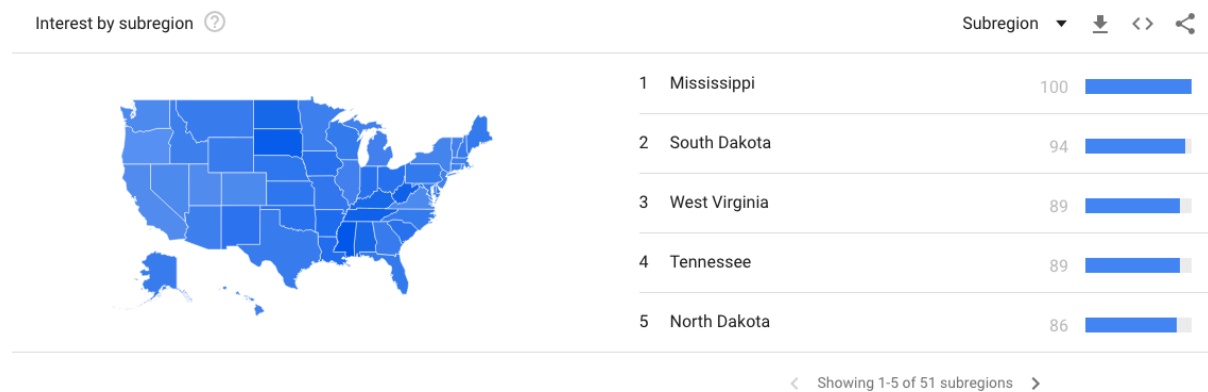 Interest by subregion ?
Subregion
1 Mississippi 100
2 South Dakota 94
3 West Virginia 89
4 Tennessee 89
5 North Dakota 86
Showing 1-5 of 51 subregions